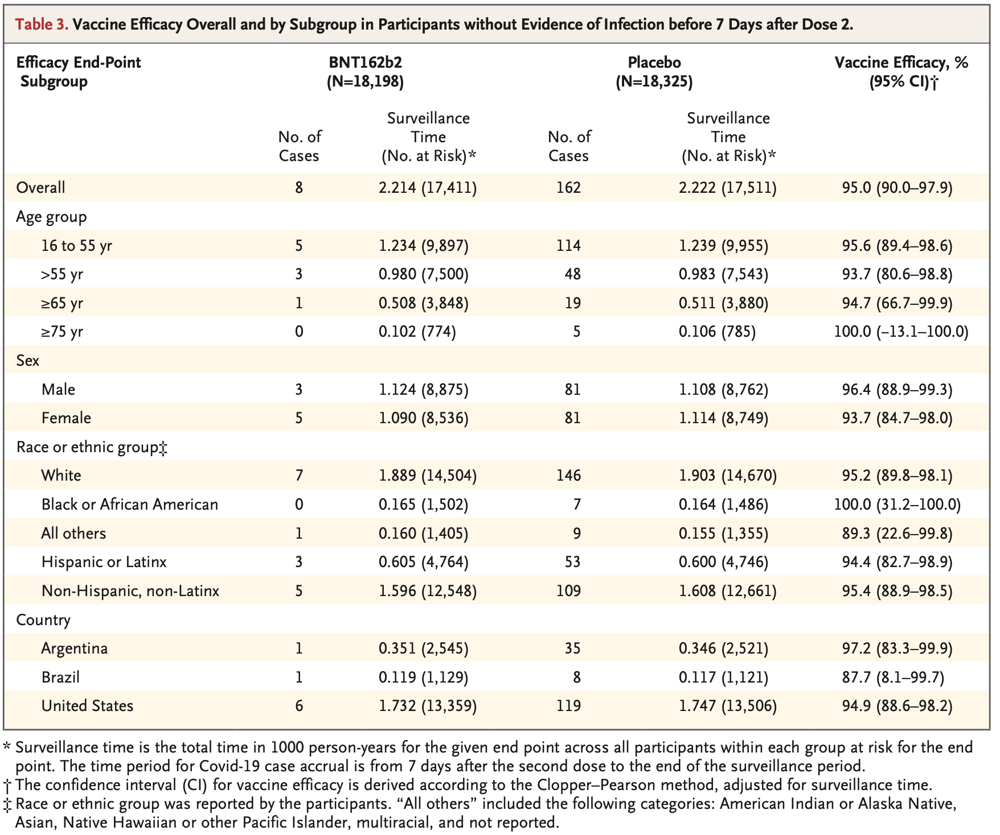 Table 3. Vaccine Efficacy Overall and by Subgroup in Participants without Evidence of Infection before 7 Days after Dose 2.
Efficacy End-Point
Subgroup
BNT162b2
(N=18,198)
Placebo
(N=18,325)
Vaccine Efficacy, %
(95% CI)†
No. of
Cases
Surveillance
Time
(No. at Risk)*
No. of
Cases
Surveillance
Time
(No. at Risk)*
Overall 8 2.214 (17,411) 162 2.222 (17,511) 95.0 (90.0–97.9)
Age group
16 to 55 yr 5 1.234 (9,897) 114 1.239 (9,955) 95.6 (89.4–98.6)
>55 yr 3 0.980 (7,500) 48 0.983 (7,543) 93.7 (80.6–98.8)
≥65 yr 1 0.508 (3,848) 19 0.511 (3,880) 94.7 (66.7–99.9)
≥75 yr 0 0.102 (774) 5 0.106 (785) 100.0 (–13.1–100.0)
Sex
Male 3 1.124 (8,875) 81 1.108 (8,762) 96.4 (88.9–99.3)
Female 5 1.090 (8,536) 81 1.114 (8,749) 93.7 (84.7–98.0)
Race or ethnic group‡
White 7 1.889 (14,504) 146 1.903 (14,670) 95.2 (89.8–98.1)
Black or African American 0 0.165 (1,502) 7 0.164 (1,486) 100.0 (31.2–100.0)
All others 1 0.160 (1,405) 9 0.155 (1,355) 89.3 (22.6–99.8)
Hispanic or Latinx 3 0.605 (4,764) 53 0.600 (4,746) 94.4 (82.7–98.9)
Non-Hispanic, non-Latinx 5 1.596 (12,548) 109 1.608 (12,661) 95.4 (88.9–98.5)
Country
Argentina 1 0.351 (2,545) 35 0.346 (2,521) 97.2 (83.3–99.9)
Brazil 1 0.119 (1,129) 8 0.117 (1,121) 87.7 (8.1–99.7)
United States 6 1.732 (13,359) 119 1.747 (13,506) 94.9 (88.6–98.2)
* Surveillance time is the total time in 1000 person-years for the given end point across all participants within each group at risk for the end
point. The time period for Covid-19 case accrual is from 7 days after the second dose to the end of the surveillance period.
† The confidence interval (CI) for vaccine efficacy is derived according to the Clopper–Pearson method, adjusted for surveillance time.
‡ Race or ethnic group was reported by the participants. “All others” included the following categories: American Indian or Alaska Native,
Asian, Native Hawaiian or other Pacific Islander, multiracial, and not reported.